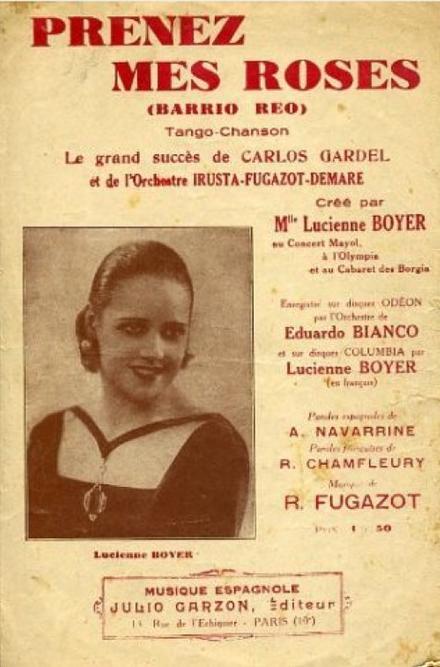 PRENEZ
MES ROSES
(BARRIO REO)
Tango-Chanson
Le grand succès de CARLOS GARDEL
et de l'Orchestre IRUSTA-FUGAZOT-DEMARE
Créé par
Mlle Lucienne BOYER
au Concert Mayol,
à l'Olympia
et au Cabaret des Borgia
Enregistré sur disques ODÉON
par l'Orchestre de
Eduardo BIANCO
et sur disques COLUMBIA par
Lucienne BOYER
(en français)
Paroles espagnoles de
A. NAVARRINE
Paroles françaises de
R. CHAMFLEURY
Musique de
R. FUGAZOT
50
Lucienne BOYER
MUSIQUE ESPAGNOLE
JULIO GARZON, Éditeur
13, Rue de l'Echiquier - PARIS (10e)